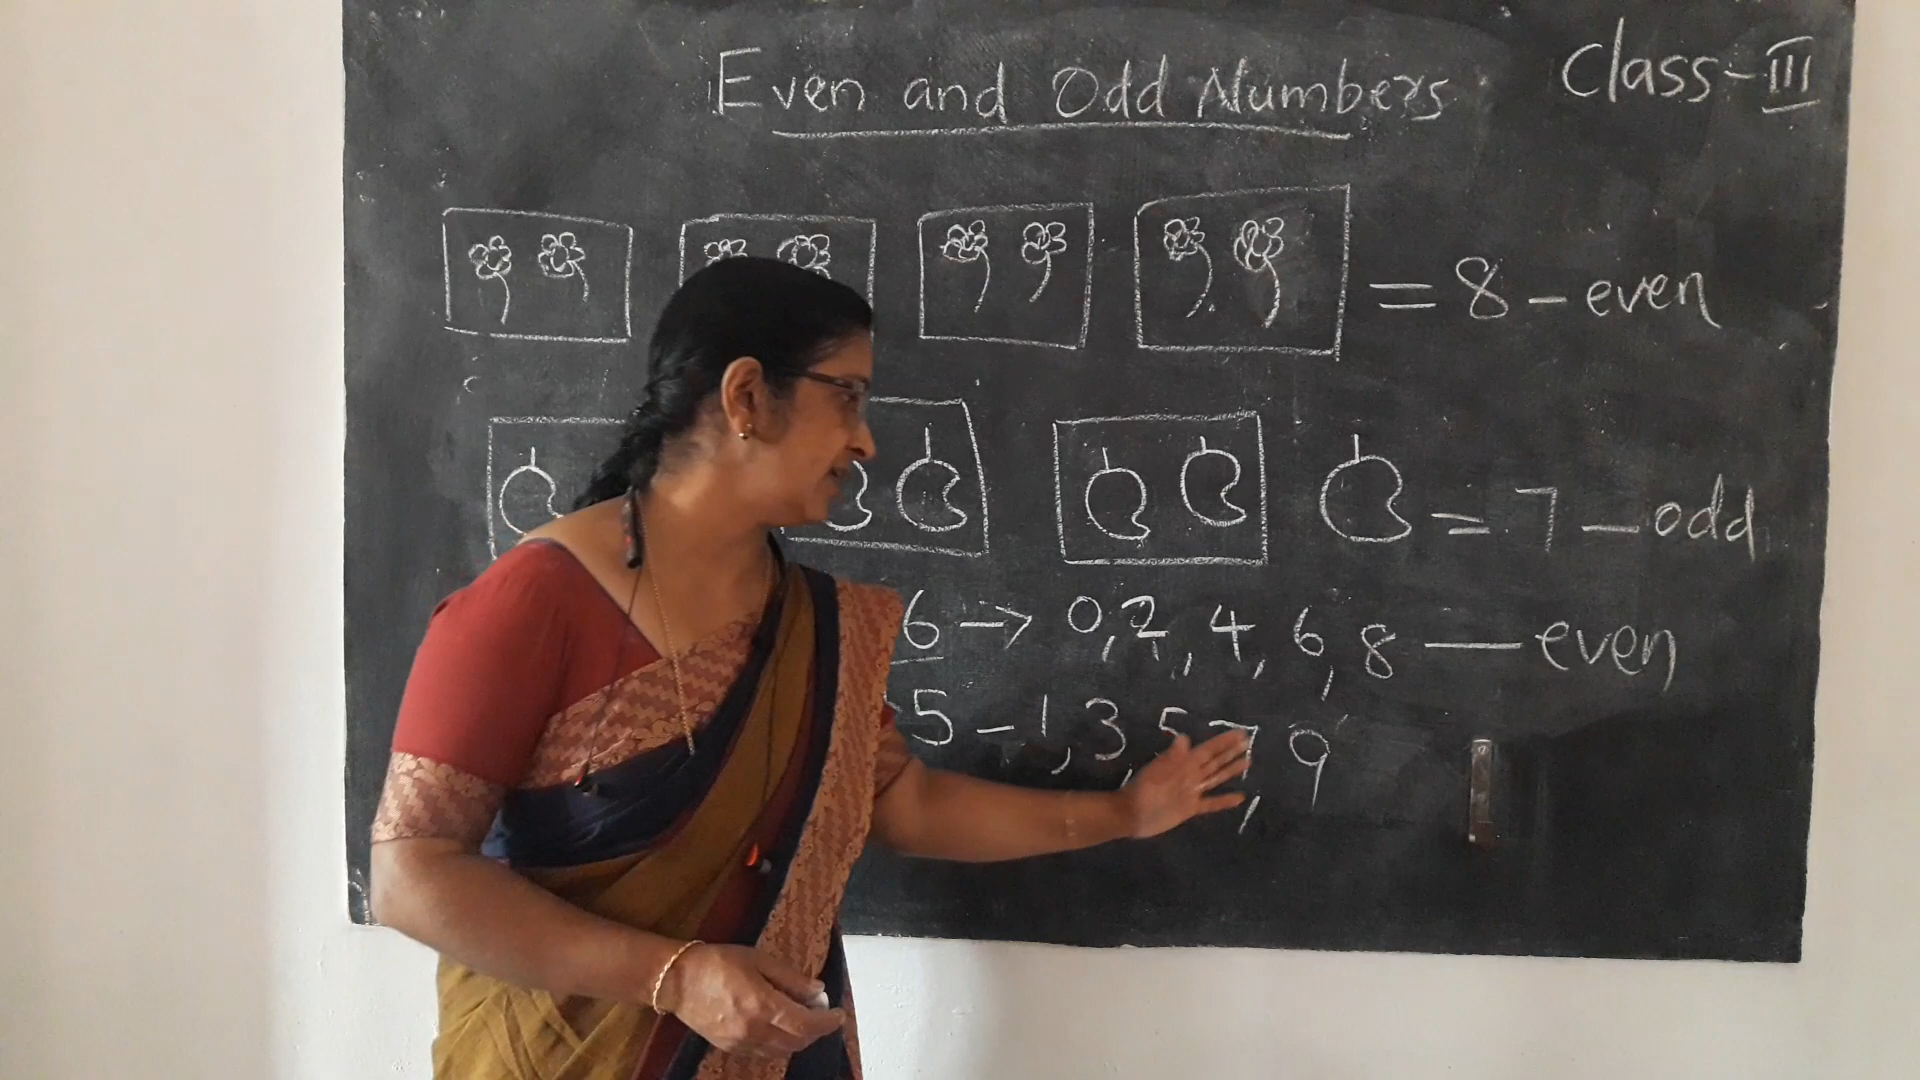 Even and Odd Numbers
Class-III
= 8 – even
= 7 – odd
6 → 0,2,4,6,8 — even
5 – 1,3,5 7,9